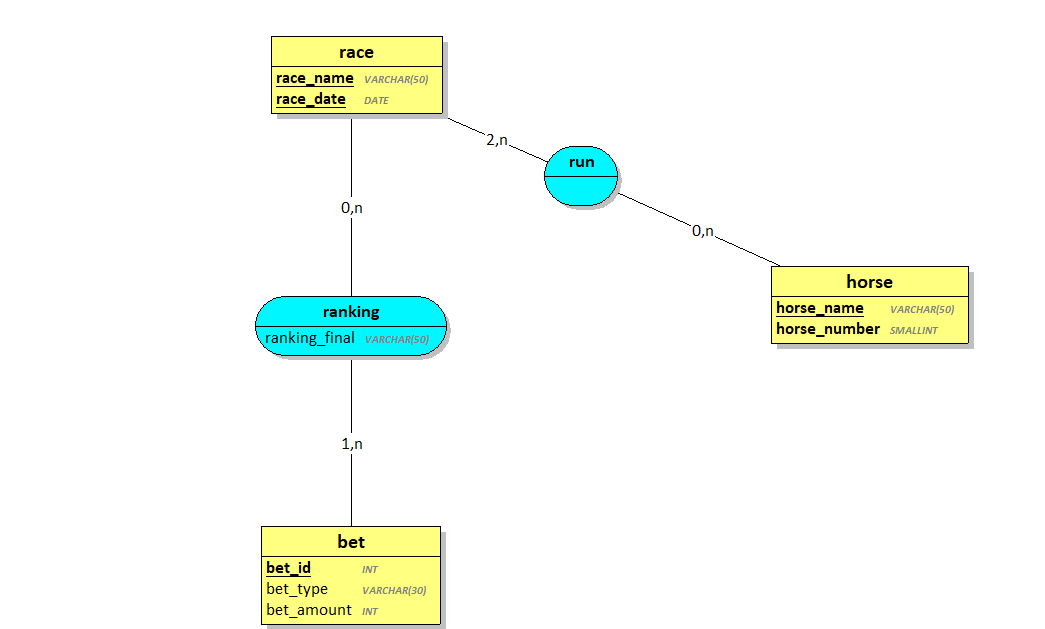 race
race_name VARCHAR(50)
race_date DATE
2,n
run
0,n
0,n
horse
horse_name VARCHAR(50)
horse_number SMALLINT
ranking
ranking_final VARCHAR(50)
1,n
bet
bet_id INT
bet_type VARCHAR(30)
bet_amount INT